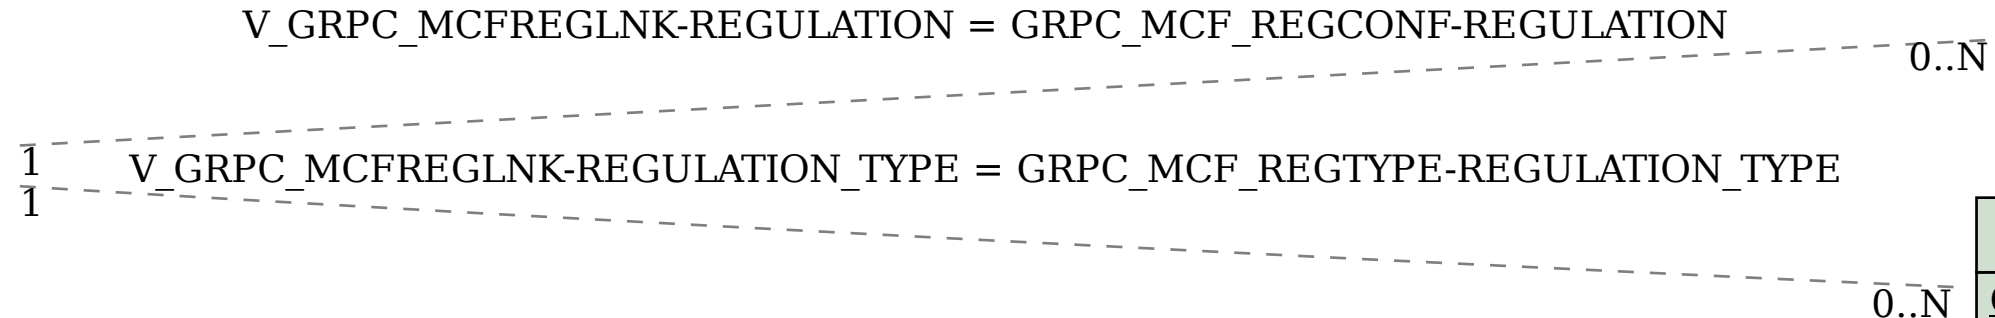 V_GRPC_MCFREGLNK-REGULATION = GRPC_MCF_REGCONF-REGULATION
0..N
1
V_GRPC_MCFREGLNK-REGULATION_TYPE = GRPC_MCF_REGTYPE-REGULATION_TYPE
1
0..N